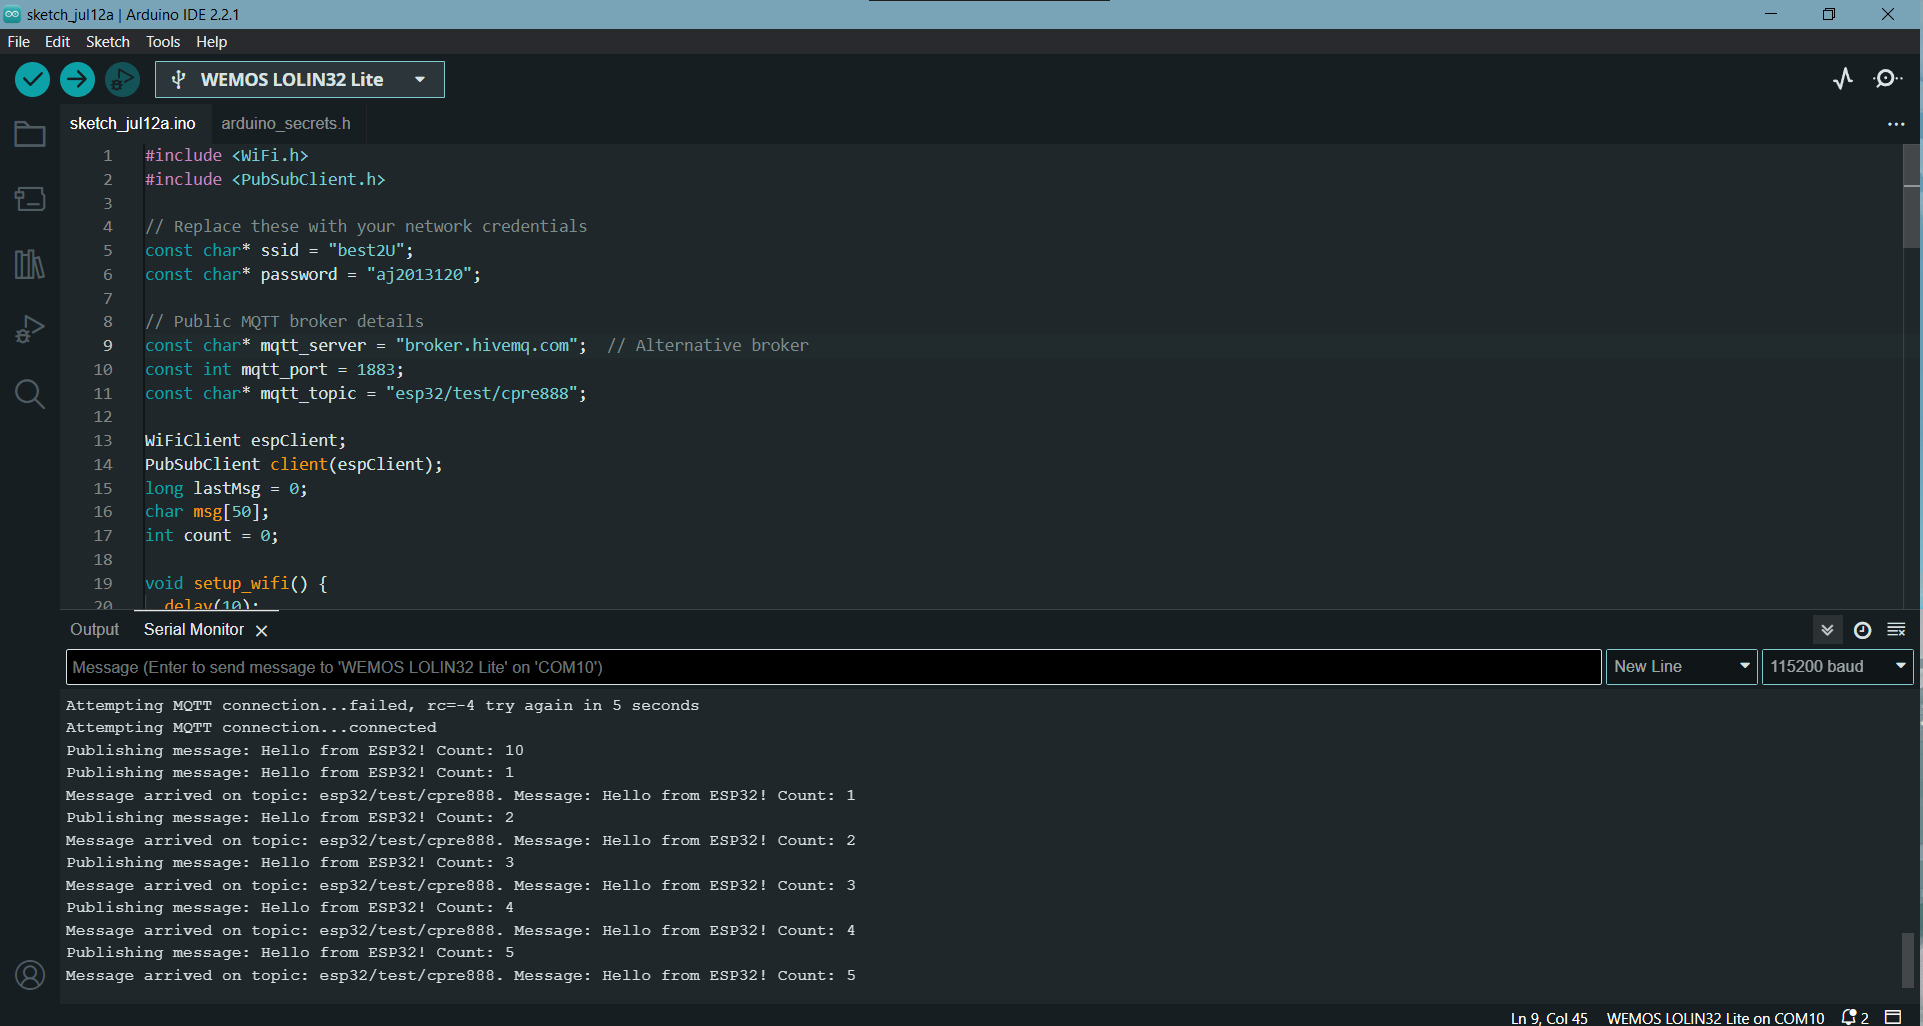 sketch_jul12a | Arduino IDE 2.2.1
File Edit Sketch Tools Help
WEMOS LOLIN32 Lite
sketch_jul12a.ino arduino_secrets.h
1 #include <WiFi.h>
2 #include <PubSubClient.h>
3
4 // Replace these with your network credentials
5 const char* ssid = "best2U";
6 const char* password = "aj2013120";
7
8 // Public MQTT broker details
9 const char* mqtt_server = "broker.hivemq.com";  // Alternative broker
10 const int mqtt_port = 1883;
11 const char* mqtt_topic = "esp32/test/cpre888";
12
13 WiFiClient espClient;
14 PubSubClient client(espClient);
15 long lastMsg = 0;
16 char msg[50];
17 int count = 0;
18
19 void setup_wifi() {
20   delay(10);
Output Serial Monitor
Message (Enter to send message to 'WEMOS LOLIN32 Lite' on 'COM10') New Line 115200 baud
Attempting MQTT connection...failed, rc=-4 try again in 5 seconds
Attempting MQTT connection...connected
Publishing message: Hello from ESP32! Count: 10
Publishing message: Hello from ESP32! Count: 1
Message arrived on topic: esp32/test/cpre888. Message: Hello from ESP32! Count: 1
Publishing message: Hello from ESP32! Count: 2
Message arrived on topic: esp32/test/cpre888. Message: Hello from ESP32! Count: 2
Publishing message: Hello from ESP32! Count: 3
Message arrived on topic: esp32/test/cpre888. Message: Hello from ESP32! Count: 3
Publishing message: Hello from ESP32! Count: 4
Message arrived on topic: esp32/test/cpre888. Message: Hello from ESP32! Count: 4
Publishing message: Hello from ESP32! Count: 5
Message arrived on topic: esp32/test/cpre888. Message: Hello from ESP32! Count: 5
Ln 9, Col 45 WEMOS LOLIN32 Lite on COM10 2